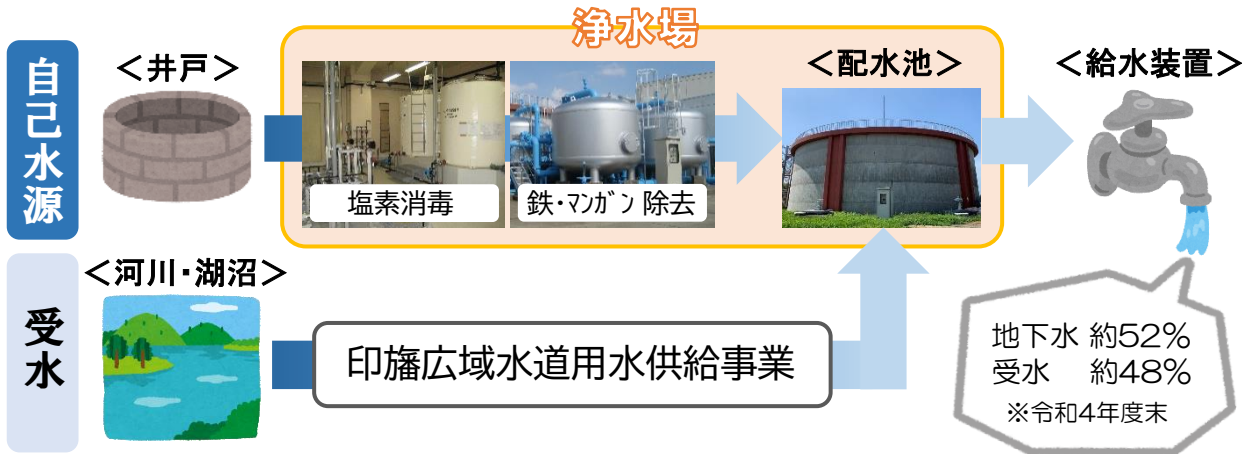 浄水場
自己水源
＜井戸＞
塩素消毒
鉄・ﾏﾝｶﾞﾝ 除去
＜配水池＞
＜給水装置＞
受水
＜河川・湖沼＞
印旛広域水道用水供給事業
地下水 約52%
受水 約48%
※令和4年度末